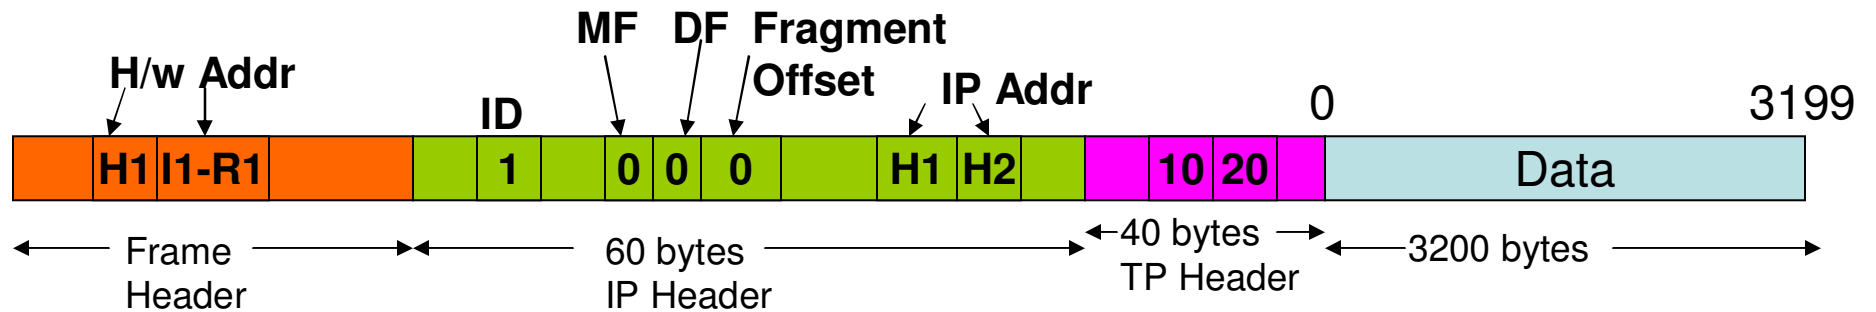 MF DF Fragment
Offset
H/w Addr
IP Addr
ID
0
3199
H1 I1-R1 1 0 0 0 H1 H2 10 20 Data
Frame
Header
60 bytes
IP Header
40 bytes
TP Header
3200 bytes